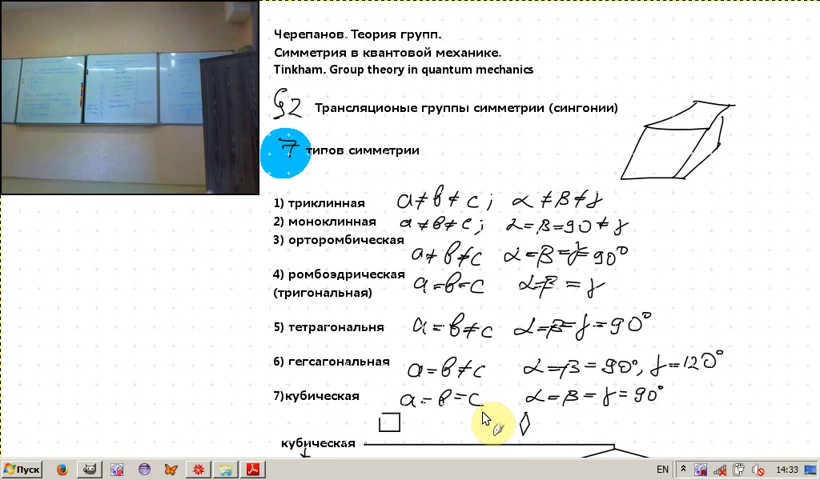 Черепанов. Теория групп.
Симметрия в квантовой механике.
Tinkham. Group theory in quantum mechanics
§2 Трансляционые группы симметрии (сингонии)
7 типов симметрии
1) триклинная a≠b≠c; α≠β≠γ
2) моноклинная a≠b≠c; α=β=90≠γ
3) орторомбическая a≠b≠c α=β=γ=90°
4) ромбоэдрическая a=b=c α=β=γ
(тригональная)
5) тетрагональня a=b≠c α=β=γ=90°
6) гегсагональная a=b≠c α=β=90°, γ=120°
7)кубическая a=b=c α=β=γ=90°
кубическая
Пуск EN 14:33